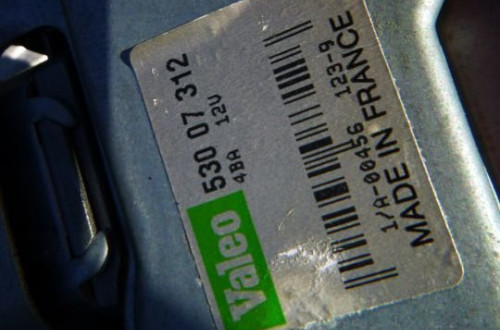 Valeo
530 07 312
48A 12V
1/A-00456 123-9
MADE IN FRANCE